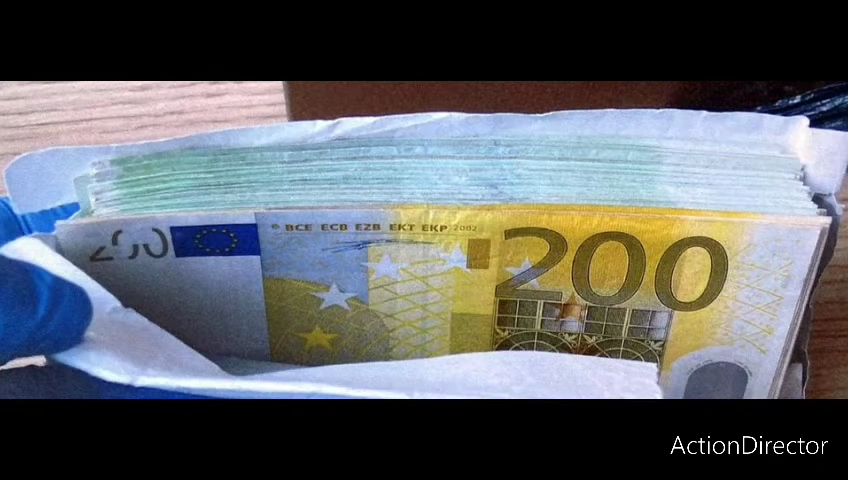 200
© BCE ECB EZB EKT EKP 2002
200
ActionDirector